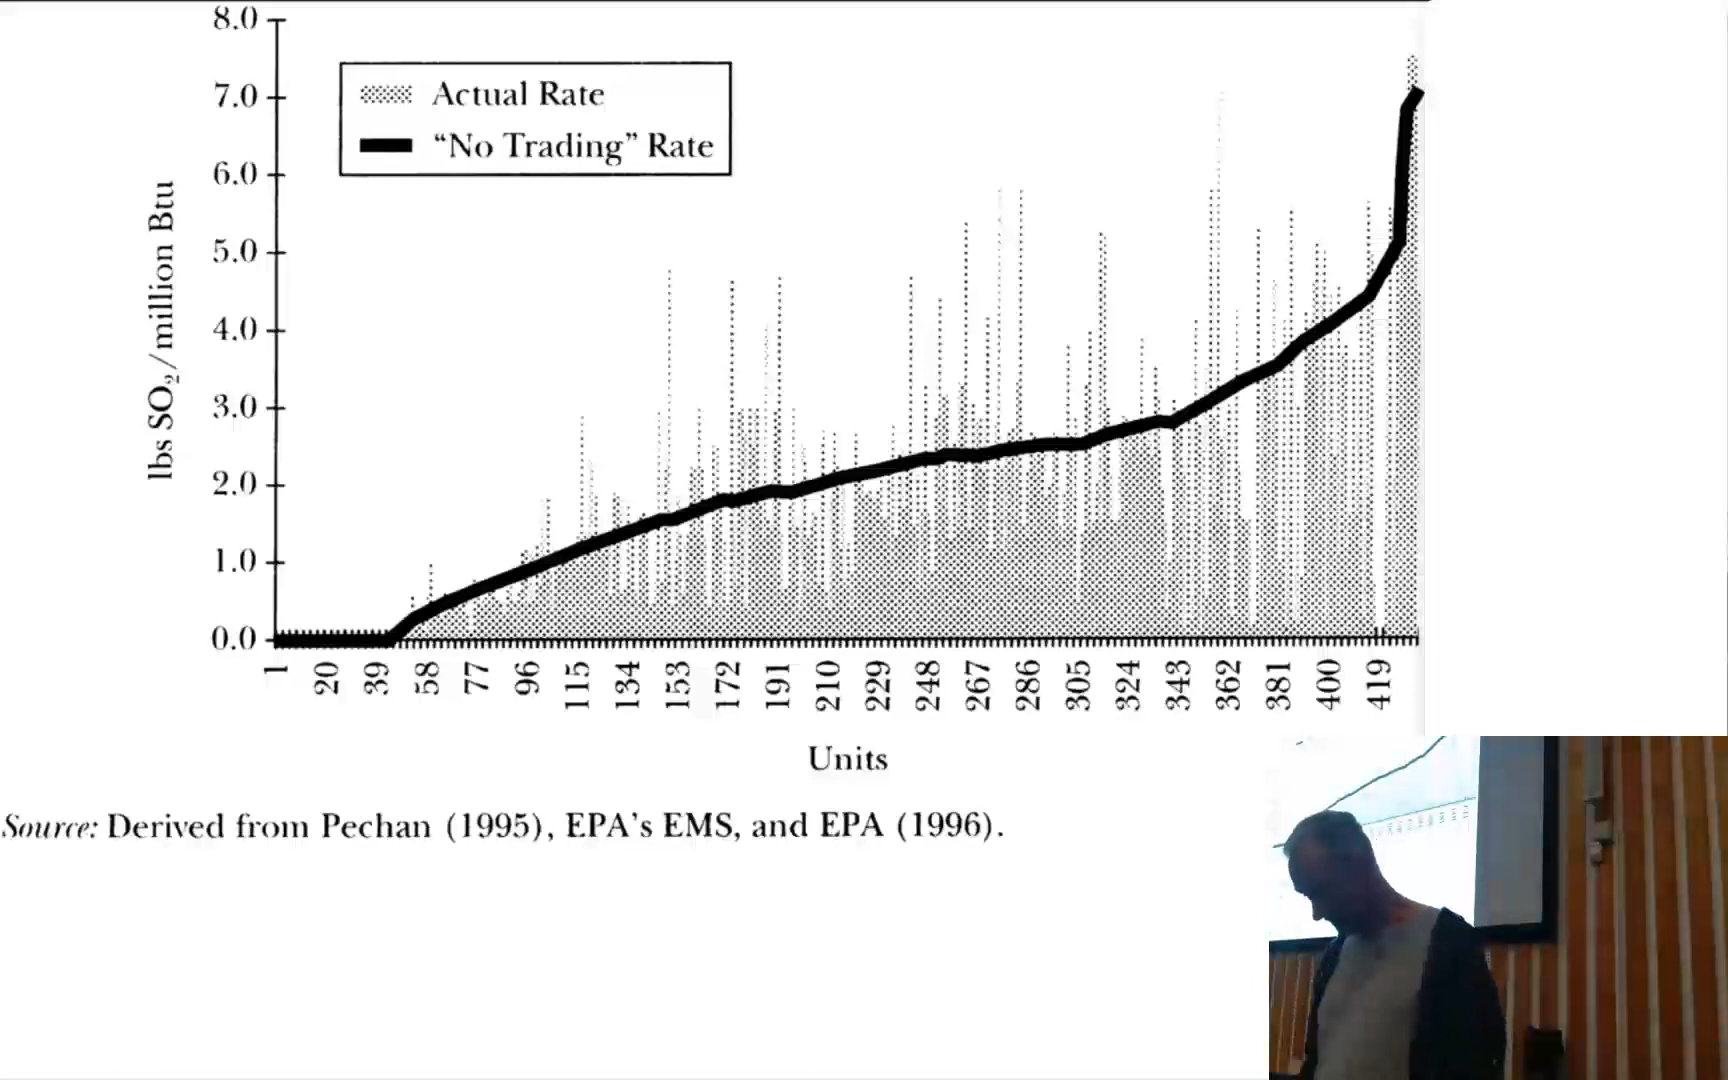 8.0
7.0
6.0
5.0
4.0
3.0
2.0
1.0
0.0
lbs SO₂/million Btu
Actual Rate
“No Trading” Rate
1 20 39 58 77 96 115 134 153 172 191 210 229 248 267 286 305 324 343 362 381 400 419
Units
Source: Derived from Pechan (1995), EPA’s EMS, and EPA (1996).